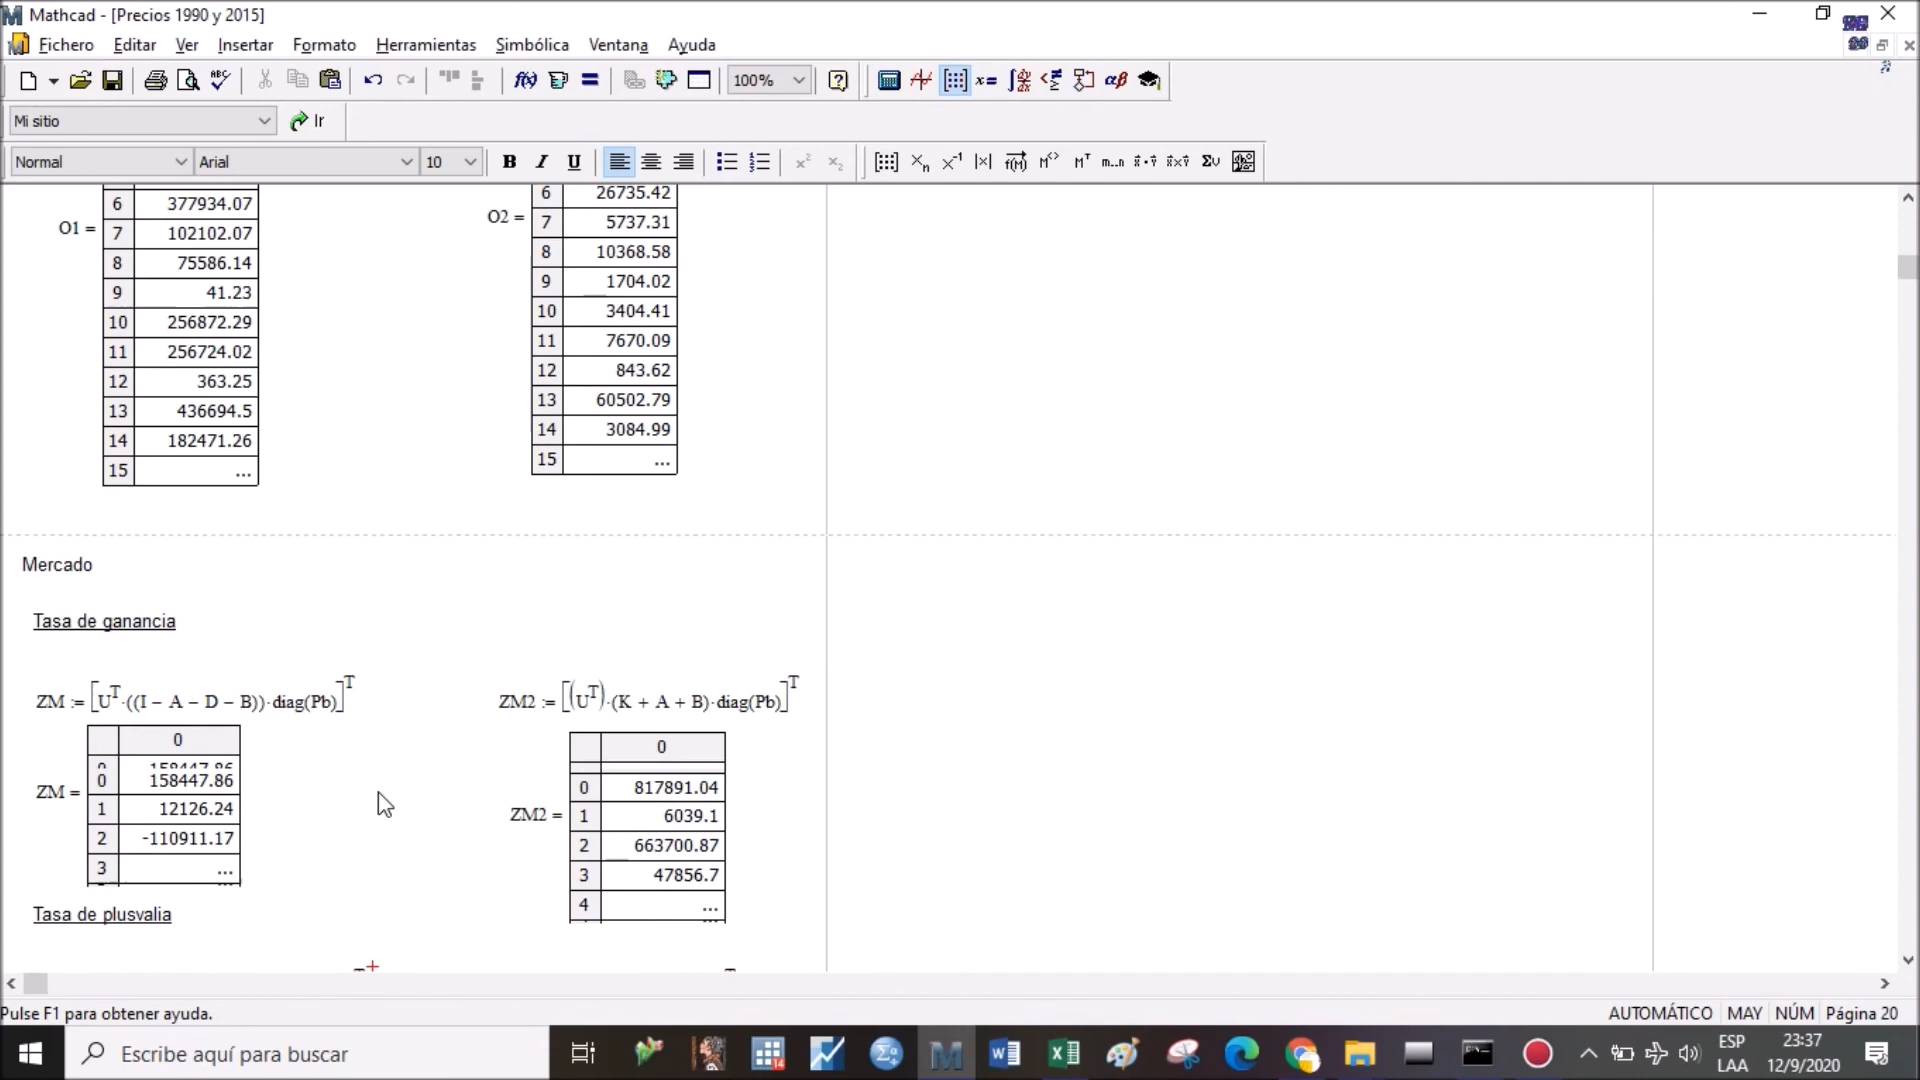 Mathcad - [Precios 1990 y 2015]
Fichero Editar Ver Insertar Formato Herramientas Simbólica Ventana Ayuda
100%
Mi sitio Ir
Normal Arial 10 B I U
O1 =
6 377934.07
7 102102.07
8 75586.14
9 41.23
10 256872.29
11 256724.02
12 363.25
13 436694.5
14 182471.26
15 ...
O2 =
6 26735.42
7 5737.31
8 10368.58
9 1704.02
10 3404.41
11 7670.09
12 843.62
13 60502.79
14 3084.99
15 ...
Mercado
Tasa de ganancia
ZM := [U^T·((I − A − D − B))·diag(Pb)]^T
ZM2 := [(U^T)·(K + A + B)·diag(Pb)]^T
ZM =
0
0 158447.86
0 158447.86
1 12126.24
2 -110911.17
3 ...
ZM2 =
0
0 817891.04
1 6039.1
2 663700.87
3 47856.7
4 ...
Tasa de plusvalia
Pulse F1 para obtener ayuda.
AUTOMÁTICO MAY NÚM Página 20
Escribe aquí para buscar
ESP
LAA
23:37
12/9/2020